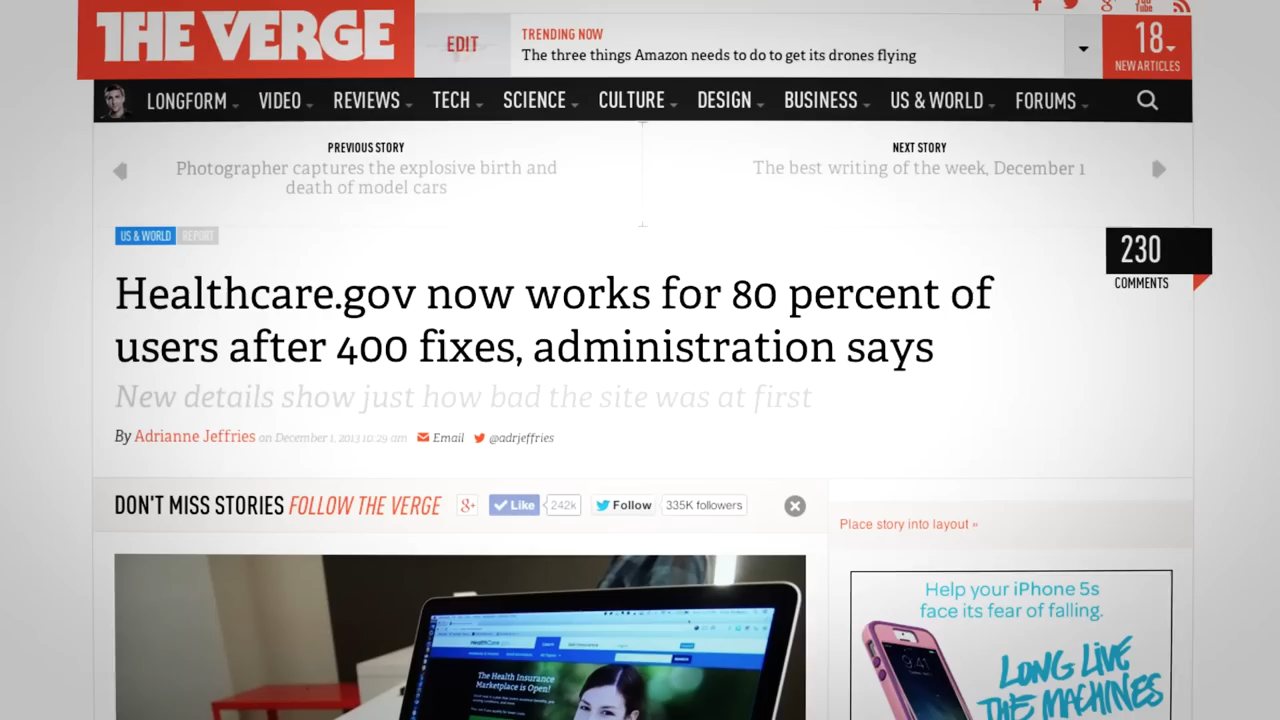 THE VERGE
EDIT
TRENDING NOW
The three things Amazon needs to do to get its drones flying
18
NEW ARTICLES
LONGFORM VIDEO REVIEWS TECH SCIENCE CULTURE DESIGN BUSINESS US & WORLD FORUMS
PREVIOUS STORY
Photographer captures the explosive birth and
death of model cars
NEXT STORY
The best writing of the week, December 1
US & WORLD REPORT
230
COMMENTS
Healthcare.gov now works for 80 percent of
users after 400 fixes, administration says
New details show just how bad the site was at first
By Adrianne Jeffries on December 1, 2013 10:29 am Email @adrjeffries
DON'T MISS STORIES FOLLOW THE VERGE g+ Like 242k Follow 335K followers
Place story into layout »
The Health Insurance
Marketplace is Open!
Help your iPhone 5s
face its fear of falling.
9:41
LONG LIVE
THE MACHINES